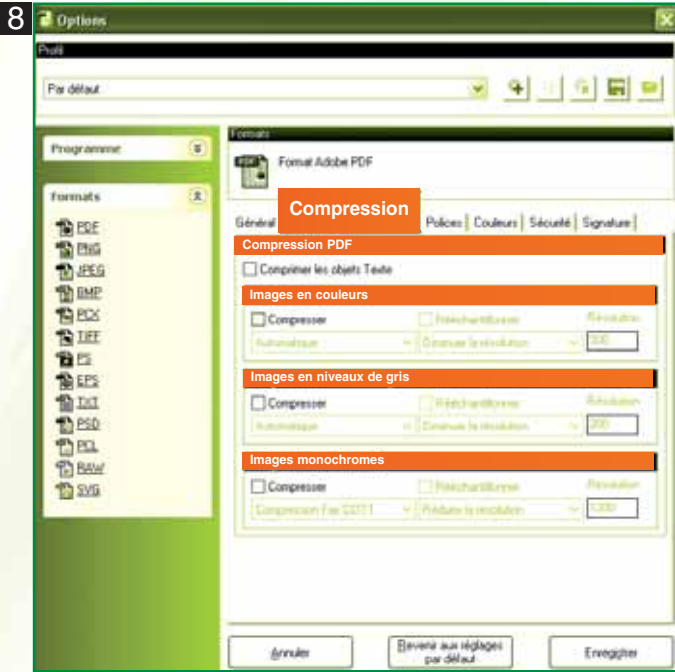 8
Options
Profil
Par défaut
Programme
Formats
PDF
PNG
JPEG
BMP
PCX
TIFF
PS
EPS
TXT
PSD
PCL
RAW
SVG
Formats
Format Adobe PDF
Général Compression Polices Couleurs Sécurité Signature
Compression PDF
Comprimer les objets Texte
Images en couleurs
Compresser Rééchantillonner Résolution
Automatique Diminuer la résolution 300
Images en niveaux de gris
Compresser Rééchantillonner Résolution
Automatique Diminuer la résolution
Images monochromes
Compresser Rééchantillonner Résolution
Compression Fax Réduire la résolution 1200
Annuler
Revenir aux réglages
par défaut
Enregistrer